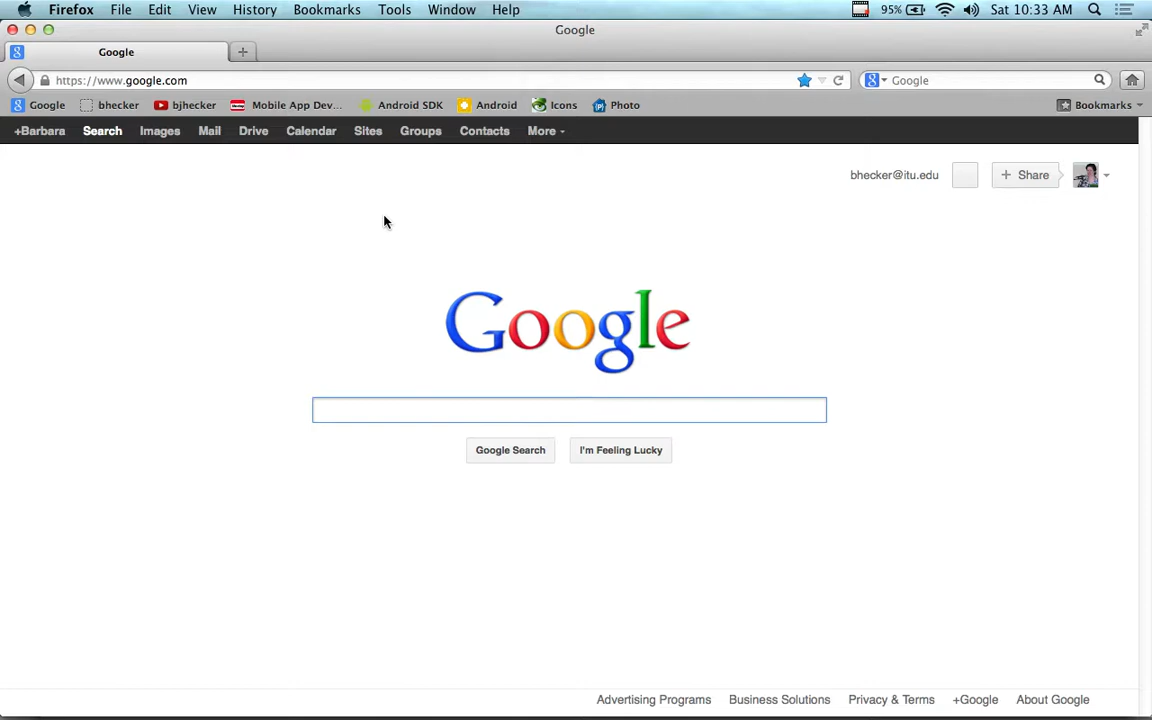 Firefox File Edit View History Bookmarks Tools Window Help 95% Sat 10:33 AM
Google
Google
https://www.google.com Google
Google bhecker bjhecker Mobile App Dev... Android SDK Android Icons Photo Bookmarks
+Barbara Search Images Mail Drive Calendar Sites Groups Contacts More
bhecker@itu.edu + Share
Google
Google Search I'm Feeling Lucky
Advertising Programs Business Solutions Privacy & Terms +Google About Google